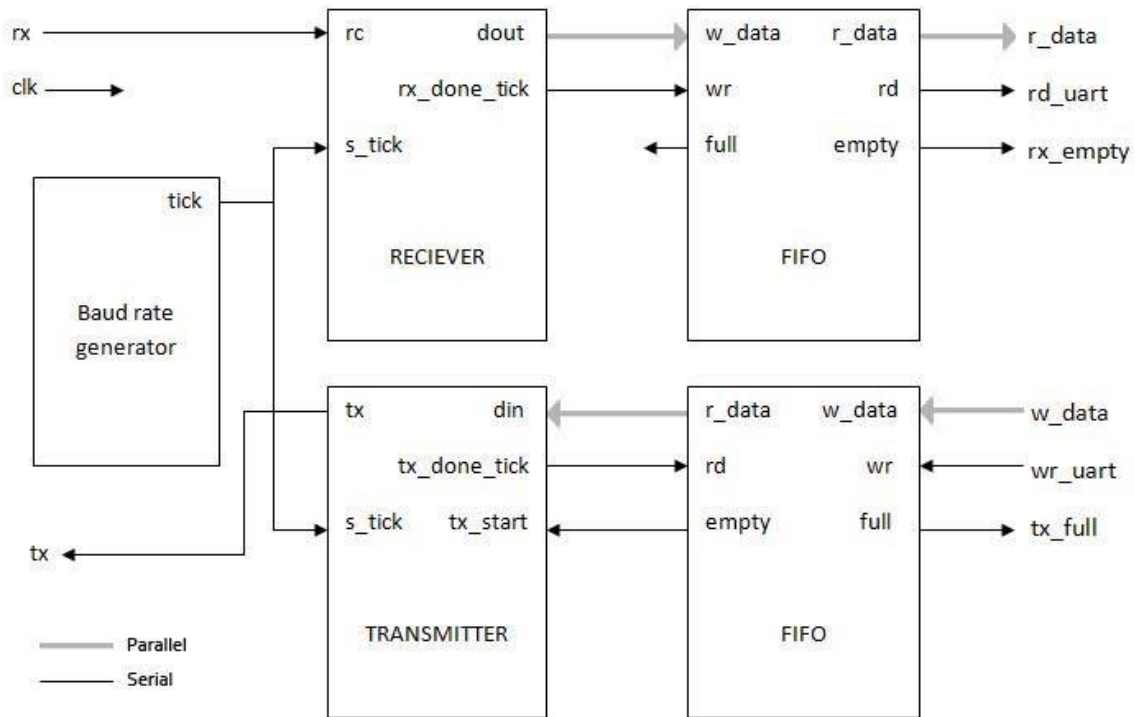 rx rc dout w_data r_data r_data
clk rx_done_tick wr rd rd_uart
s_tick full empty rx_empty
tick
RECIEVER FIFO
Baud rate
generator
tx din r_data w_data w_data
tx_done_tick rd wr wr_uart
s_tick tx_start empty full tx_full
tx
TRANSMITTER FIFO
Parallel
Serial